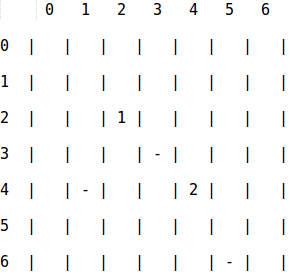 0   1   2   3   4   5   6
0 |   |   |   |   |   |   |   |
1 |   |   |   |   |   |   |   |
2 |   |   | 1 |   |   |   |   |
3 |   |   |   | - |   |   |   |
4 |   | - |   |   | 2 |   |   |
5 |   |   |   |   |   |   |   |
6 |   |   |   |   |   | - |   |